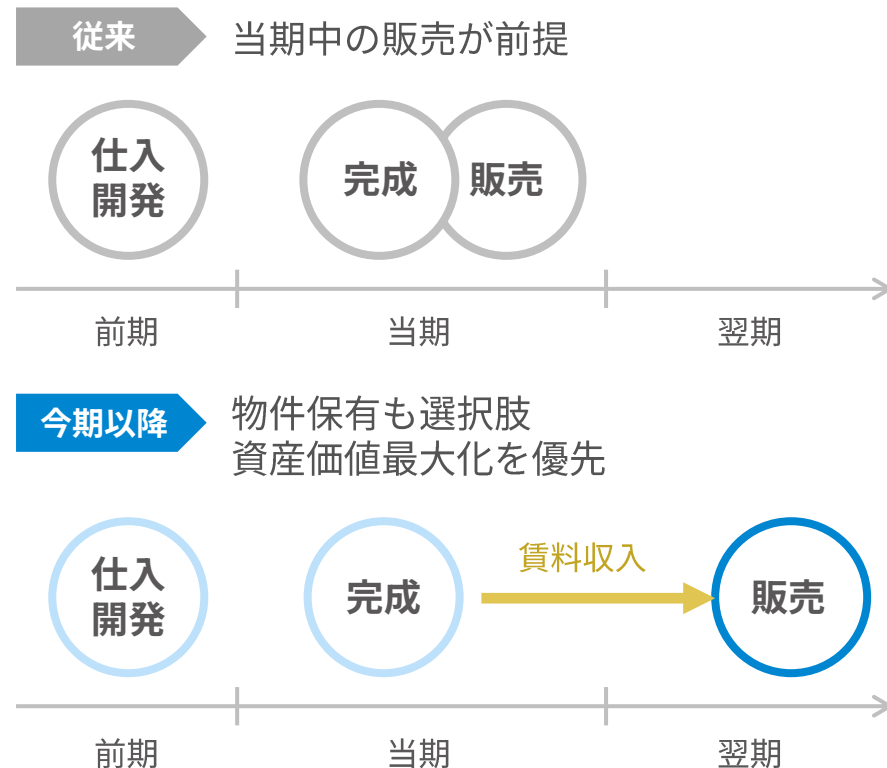 従来
当期中の販売が前提
仕入
開発
完成
販売
前期
当期
翌期
今期以降
物件保有も選択肢
資産価値最大化を優先
仕入
開発
完成
賃料収入
販売
前期
当期
翌期